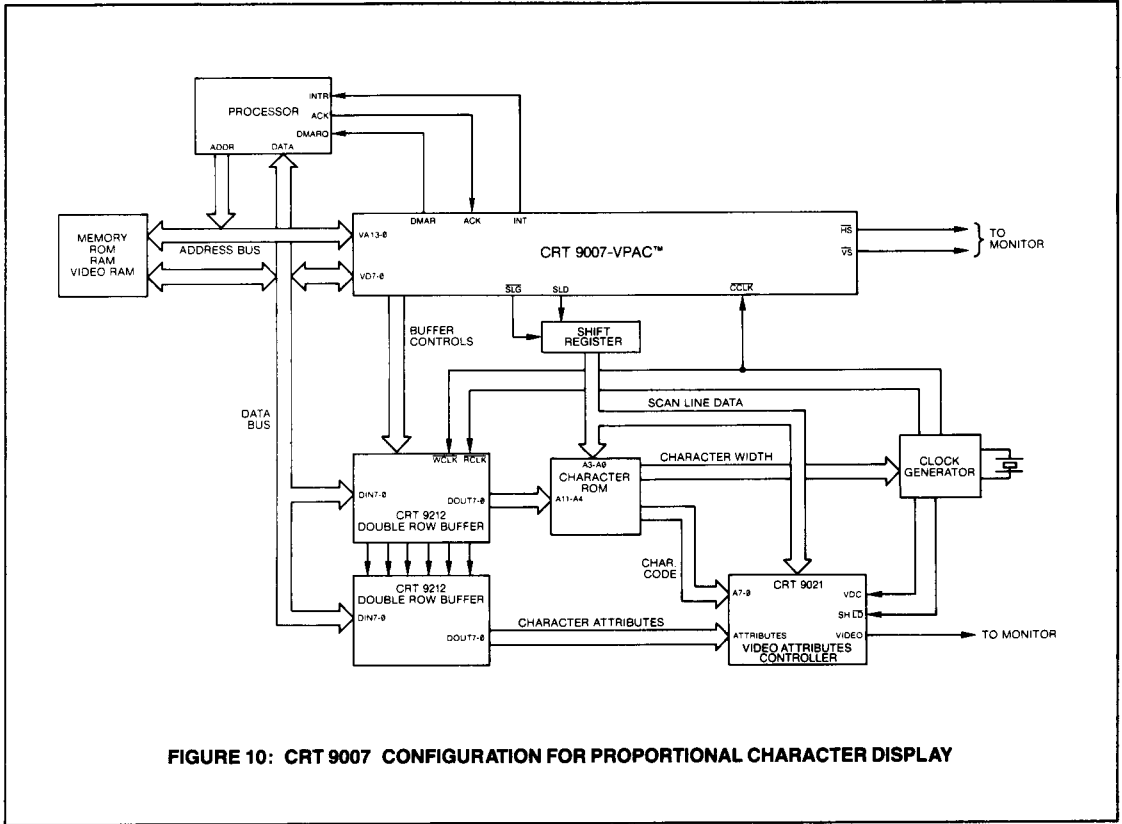 PROCESSOR
INTR
ACK
DMARQ
ADDR
DATA
MEMORY
ROM
RAM
VIDEO RAM
ADDRESS BUS
DMAR
ACK
INT
VA13-0
CRT 9007-VPAC™
HS
VS
TO
MONITOR
VD7-0
SLG
SLD
CCLK
BUFFER
CONTROLS
SHIFT
REGISTER
SCAN LINE DATA
DATA
BUS
WCLK
RCLK
A3-A0
CHARACTER
ROM
A11-A4
CHARACTER WIDTH
CLOCK
GENERATOR
DIN7-0
DOUT7-0
CRT 9212
DOUBLE ROW BUFFER
CHAR.
CODE
CRT 9212
DOUBLE ROW BUFFER
DIN7-0
DOUT7-0
CHARACTER ATTRIBUTES
CRT 9021
A7-0
VDC
SH LD
ATTRIBUTES
VIDEO
VIDEO ATTRIBUTES
CONTROLLER
TO MONITOR
FIGURE 10: CRT 9007 CONFIGURATION FOR PROPORTIONAL CHARACTER DISPLAY